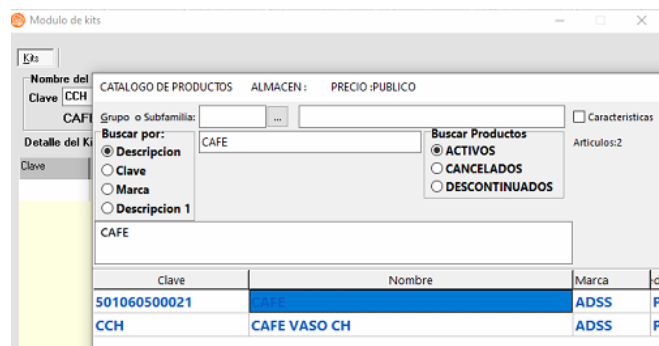 Modulo de kits
Kits
Nombre del
Clave CCH
CAFE
Detalle del Ki
Clave
CATALOGO DE PRODUCTOS ALMACEN : PRECIO :PUBLICO
Grupo o Subfamilia: ... Caracteristicas
Buscar por: CAFE
Descripcion
Clave
Marca
Descripcion 1
Buscar Productos
ACTIVOS
CANCELADOS
DESCONTINUADOS
Articulos:2
CAFE
Clave Nombre Marca
501060500021 CAFE ADSS
CCH CAFE VASO CH ADSS